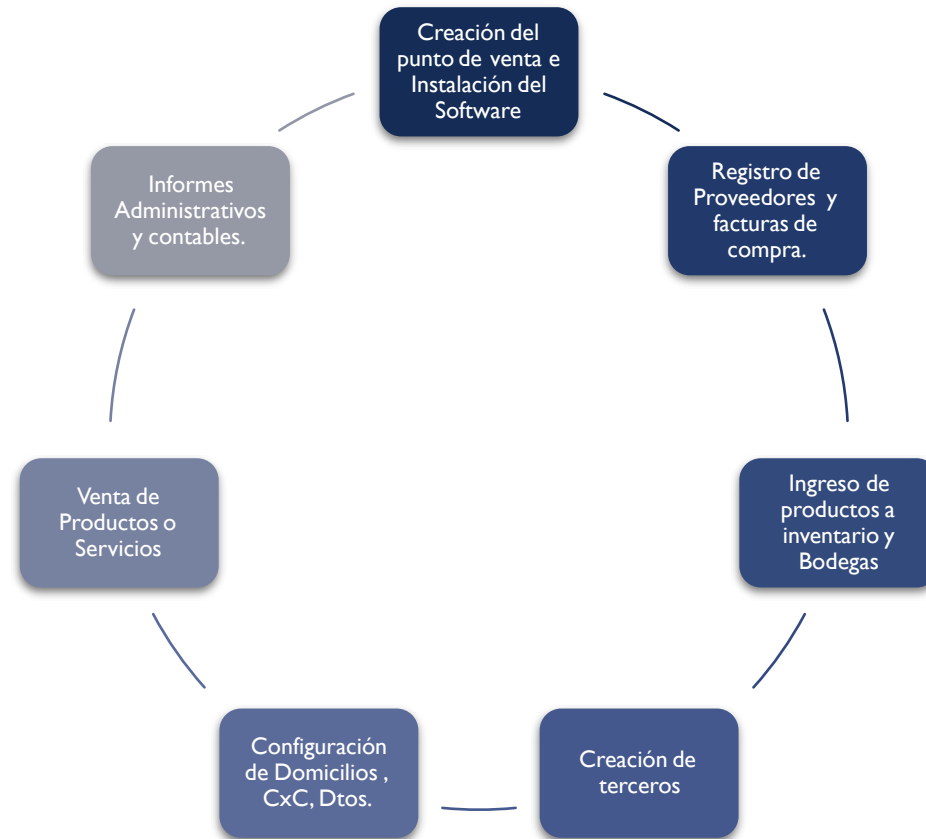 Creación del
punto de venta e
Instalación del
Software
Registro de
Proveedores y
facturas de
compra.
Ingreso de
productos a
inventario y
Bodegas
Creación de
terceros
Configuración
de Domicilios ,
CxC, Dtos.
Venta de
Productos o
Servicios
Informes
Administrativos
y contables.